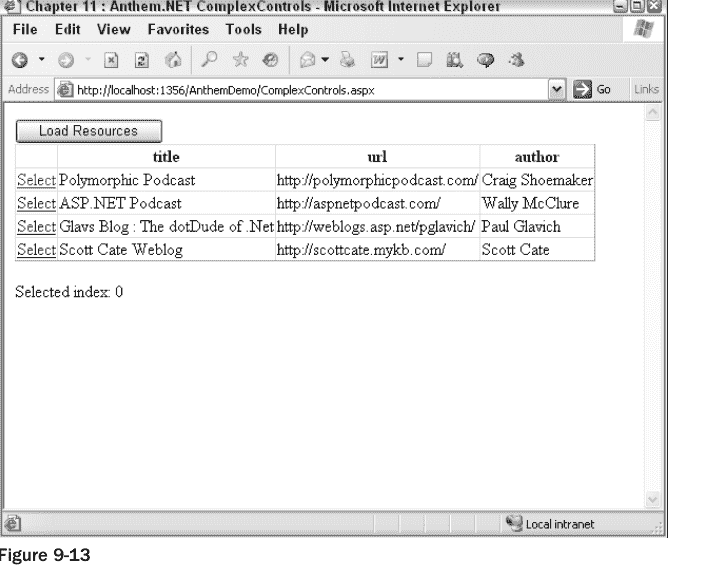 Chapter 11 : Anthem.NET ComplexControls - Microsoft Internet Explorer
File Edit View Favorites Tools Help
Address http://localhost:1356/AnthemDemo/ComplexControls.aspx Go Links
Load Resources
title url author
Select Polymorphic Podcast http://polymorphicpodcast.com/ Craig Shoemaker
Select ASP.NET Podcast http://aspnetpodcast.com/ Wally McClure
Select Glavs Blog : The dotDude of .Net http://weblogs.asp.net/pglavich/ Paul Glavich
Select Scott Cate Weblog http://scottcate.mykb.com/ Scott Cate
Selected index: 0
Local intranet
Figure 9-13